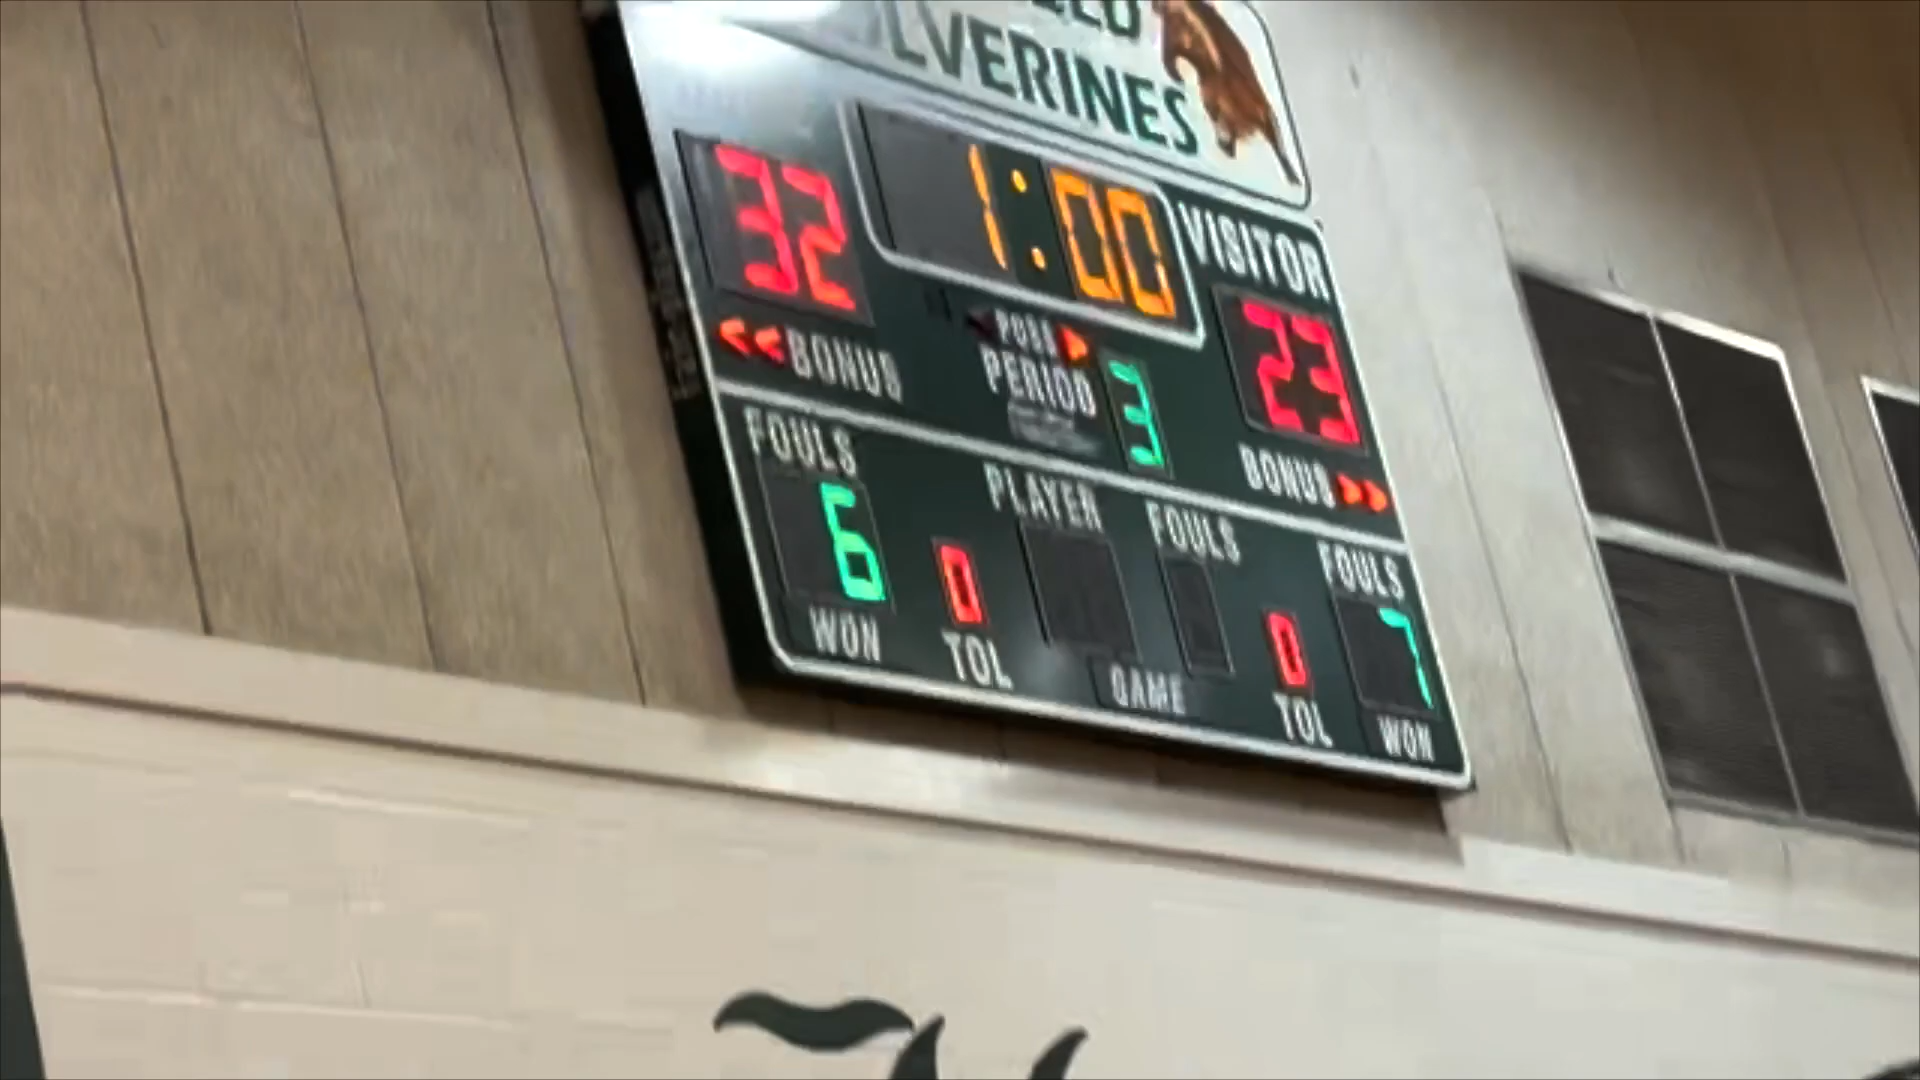 LVERINES
32
1:00
VISITOR
POSS
<< BONUS
PERIOD 3
23
BONUS >>
FOULS
PLAYER
FOULS
FOULS
6
0
0
7
WON
TOL
GAME
TOL
WON